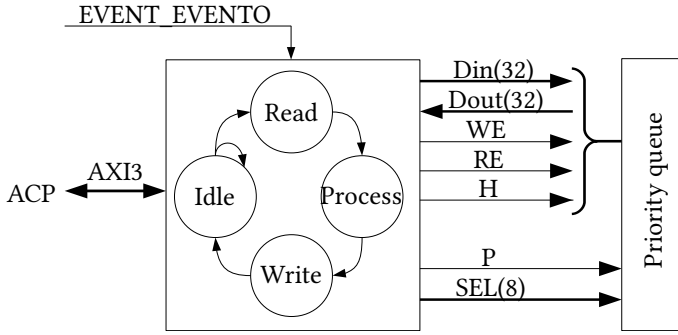 EVENT_EVENTO
Din(32)
Read
Dout(32)
WE
RE
AXI3
ACP
Idle
Process
H
Priority queue
Write
P
SEL(8)